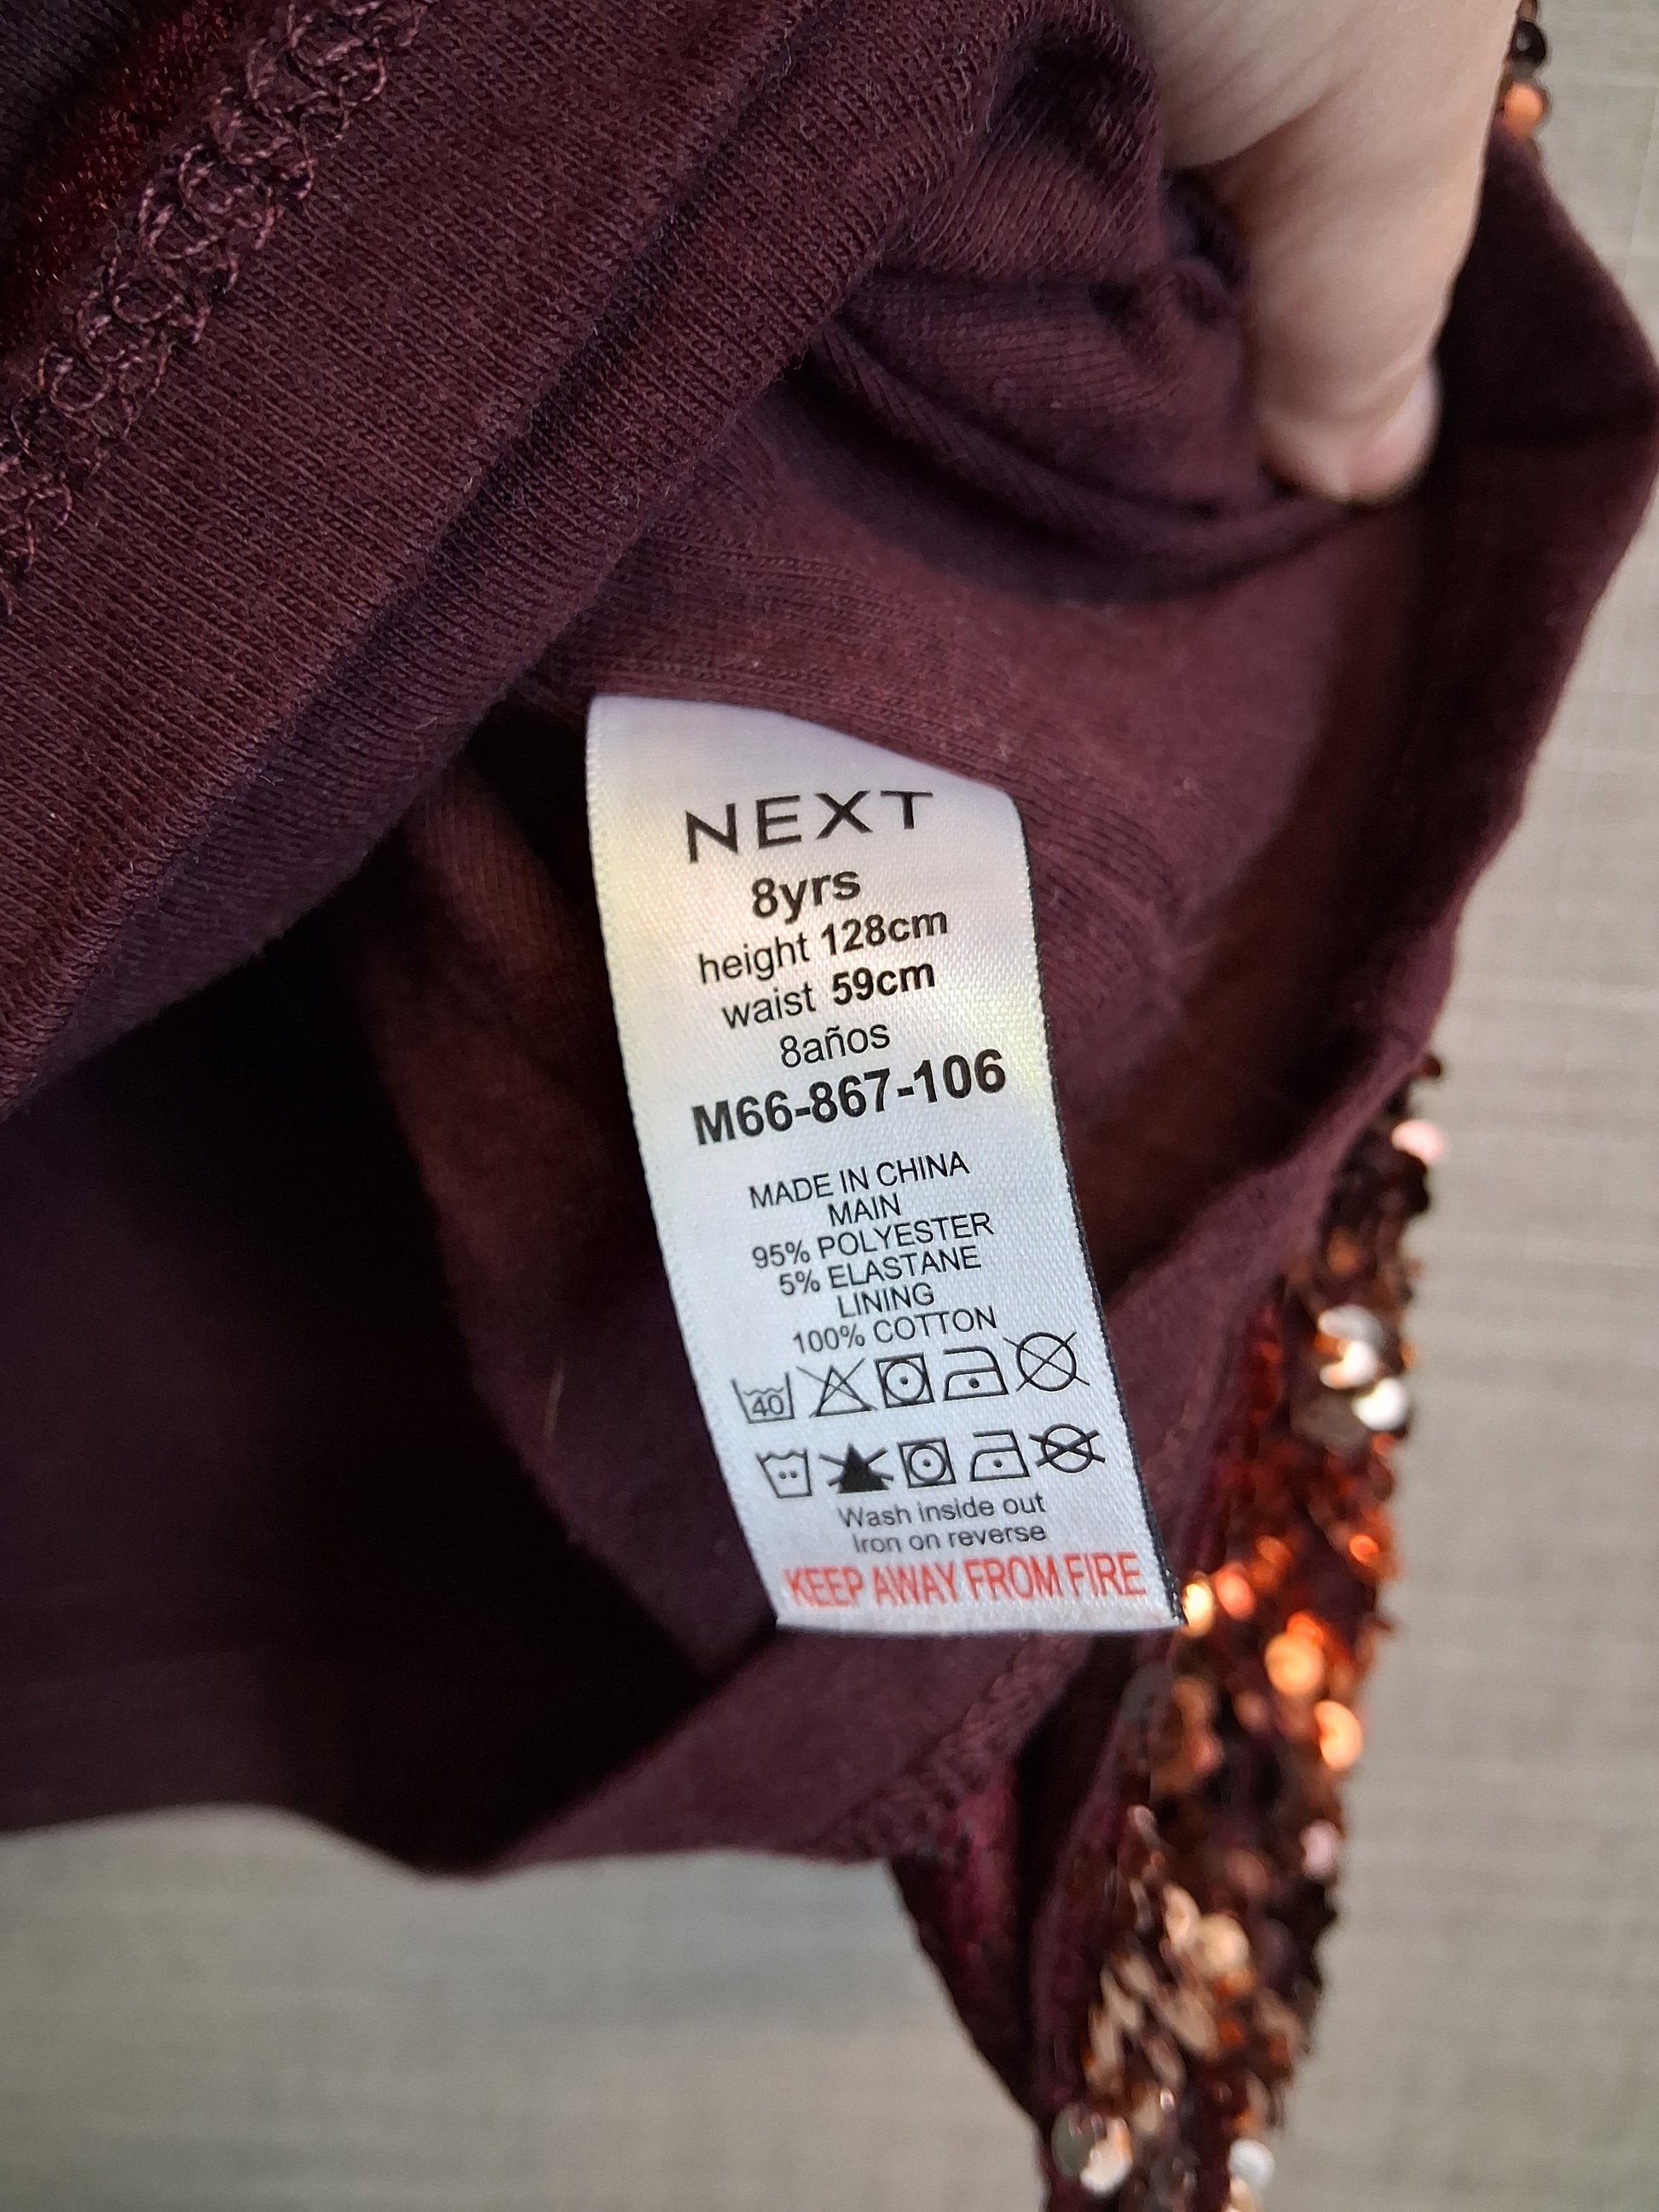 NEXT
8yrs
height 128cm
waist 59cm
8años
M66-867-106
MADE IN CHINA
MAIN
95% POLYESTER
5% ELASTANE
LINING
100% COTTON
40
Wash inside out
Iron on reverse
KEEP AWAY FROM FIRE